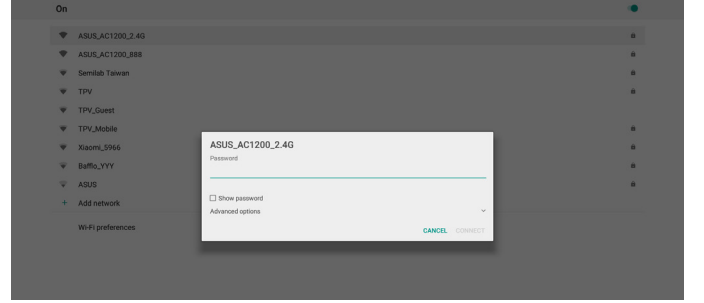 On
ASUS_AC1200_2.4G
ASUS_AC1200_888
Semilab Taiwan
TPV
TPV_Guest
TPV_Mobile
Xiaomi_5966
Bafflo_YYY
ASUS
Add network
Wi-Fi preferences
ASUS_AC1200_2.4G
Password
Show password
Advanced options
CANCEL CONNECT